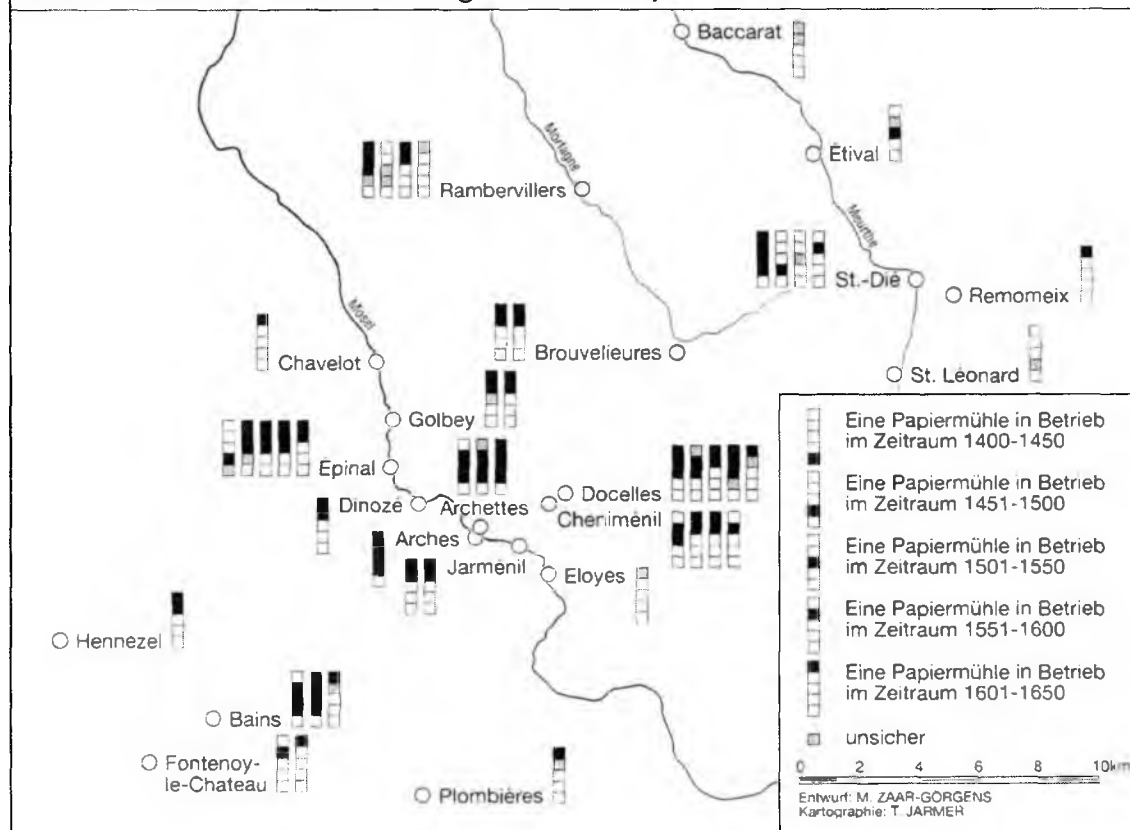 Baccarat
Étival
Mortagne
Rambervillers
Meurthe
St.-Dié
Remomeix
Mosel
Brouvelieures
Chavelot
St. Léonard
Golbey
Épinal
Dinozé
Archettes
Docelles
Cheniménil
Arches
Jarménil
Eloyes
Hennezel
Bains
Fontenoy-
le-Chateau
Plombières
Eine Papiermühle in Betrieb
im Zeitraum 1400-1450
Eine Papiermühle in Betrieb
im Zeitraum 1451-1500
Eine Papiermühle in Betrieb
im Zeitraum 1501-1550
Eine Papiermühle in Betrieb
im Zeitraum 1551-1600
Eine Papiermühle in Betrieb
im Zeitraum 1601-1650
unsicher
0 2 4 6 8 10km
Entwurf: M. ZAAR-GÖRGENS
Kartographie: T. JARMER